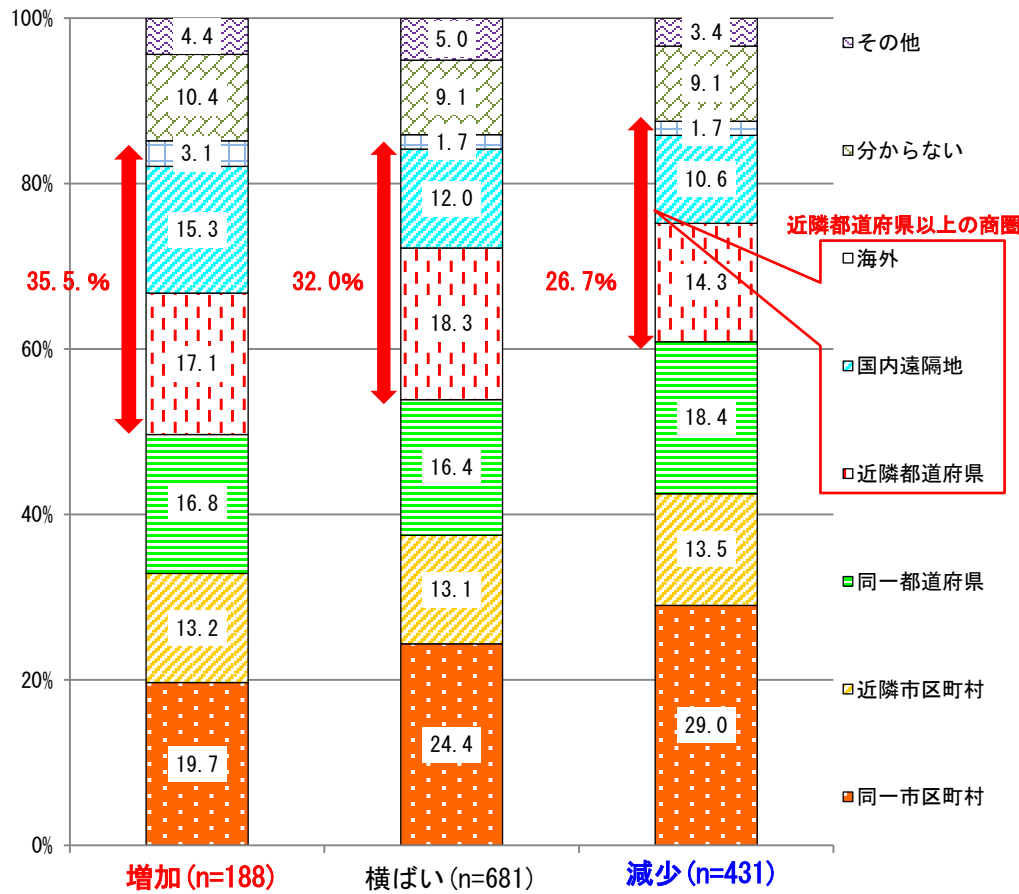 100%
80%
60%
40%
20%
0%
4.4
10.4
3.1
15.3
17.1
16.8
13.2
19.7
35.5.%
5.0
9.1
1.7
12.0
18.3
16.4
13.1
24.4
32.0%
3.4
9.1
1.7
10.6
14.3
18.4
13.5
29.0
26.7%
増加(n=188)
横ばい(n=681)
減少(n=431)
その他
分からない
近隣都道府県以上の商圏
海外
国内遠隔地
近隣都道府県
同一都道府県
近隣市区町村
同一市区町村